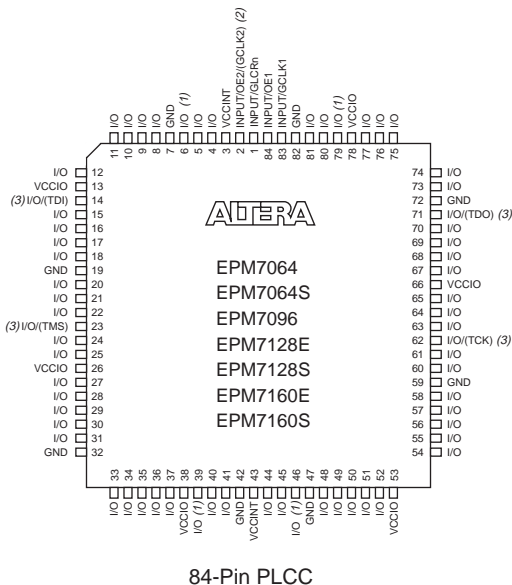 I/O
I/O
I/O
I/O
GND
I/O (1)
I/O
I/O
VCCINT
INPUT/OE2/(GCLK2) (2)
INPUT/GLCRn
INPUT/OE1
INPUT/GCLK1
GND
I/O
I/O
I/O (1)
VCCIO
I/O
I/O
I/O
11 10 9 8 7 6 5 4 3 2 1 84 83 82 81 80 79 78 77 76 75
I/O 12
VCCIO 13
(3) I/O/(TDI) 14
I/O 15
I/O 16
I/O 17
I/O 18
GND 19
I/O 20
I/O 21
I/O 22
(3) I/O/(TMS) 23
I/O 24
I/O 25
VCCIO 26
I/O 27
I/O 28
I/O 29
I/O 30
I/O 31
GND 32
ALTERA
EPM7064
EPM7064S
EPM7096
EPM7128E
EPM7128S
EPM7160E
EPM7160S
74 I/O
73 I/O
72 GND
71 I/O/(TDO) (3)
70 I/O
69 I/O
68 I/O
67 I/O
66 VCCIO
65 I/O
64 I/O
63 I/O
62 I/O/(TCK) (3)
61 I/O
60 I/O
59 GND
58 I/O
57 I/O
56 I/O
55 I/O
54 I/O
33 34 35 36 37 38 39 40 41 42 43 44 45 46 47 48 49 50 51 52 53
I/O
I/O
I/O
I/O
I/O
VCCIO
I/O (1)
I/O
I/O
GND
VCCINT
I/O
I/O
I/O (1)
GND
I/O
I/O
I/O
I/O
I/O
VCCIO
84-Pin PLCC